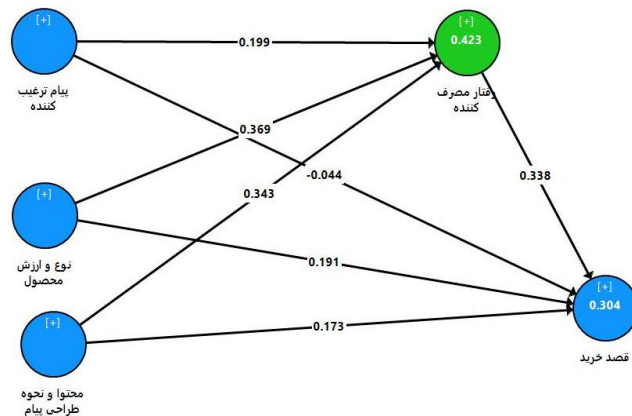 [+]
پیام ترغیب
کننده
0.199
[+]
0.423
رفتار مصرف
کننده
0.369
-0.044
0.343
0.338
[+]
نوع و ارزش
محصول
0.191
[+]
0.304
قصد خرید
0.173
[+]
محتوا و نحوه
طراحی پیام